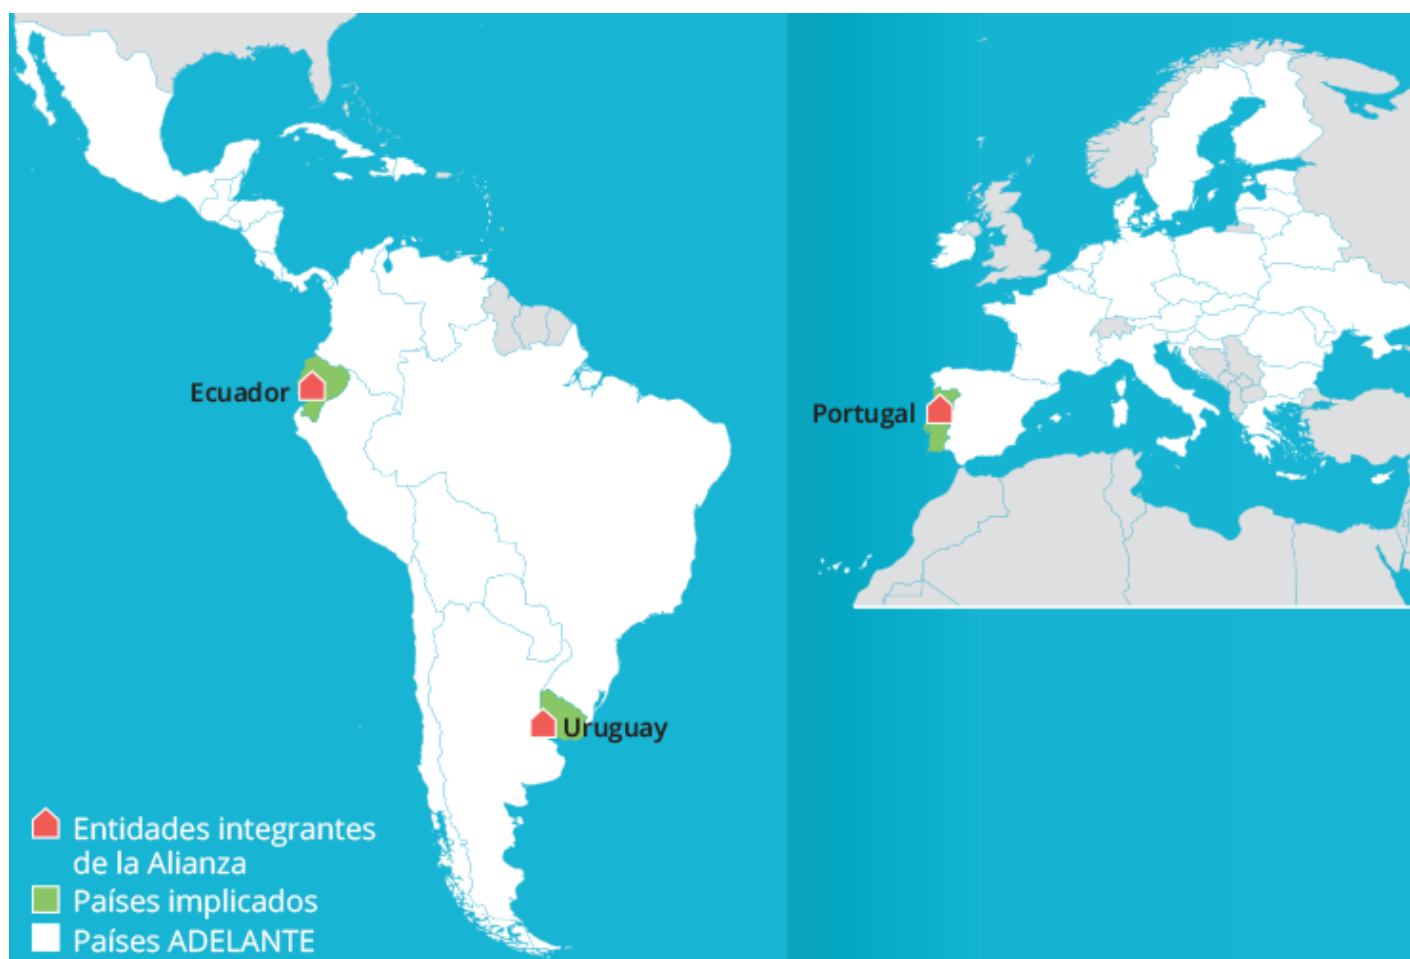 Ecuador
Portugal
Uruguay
Entidades integrantes
de la Alianza
Países implicados
Países ADELANTE